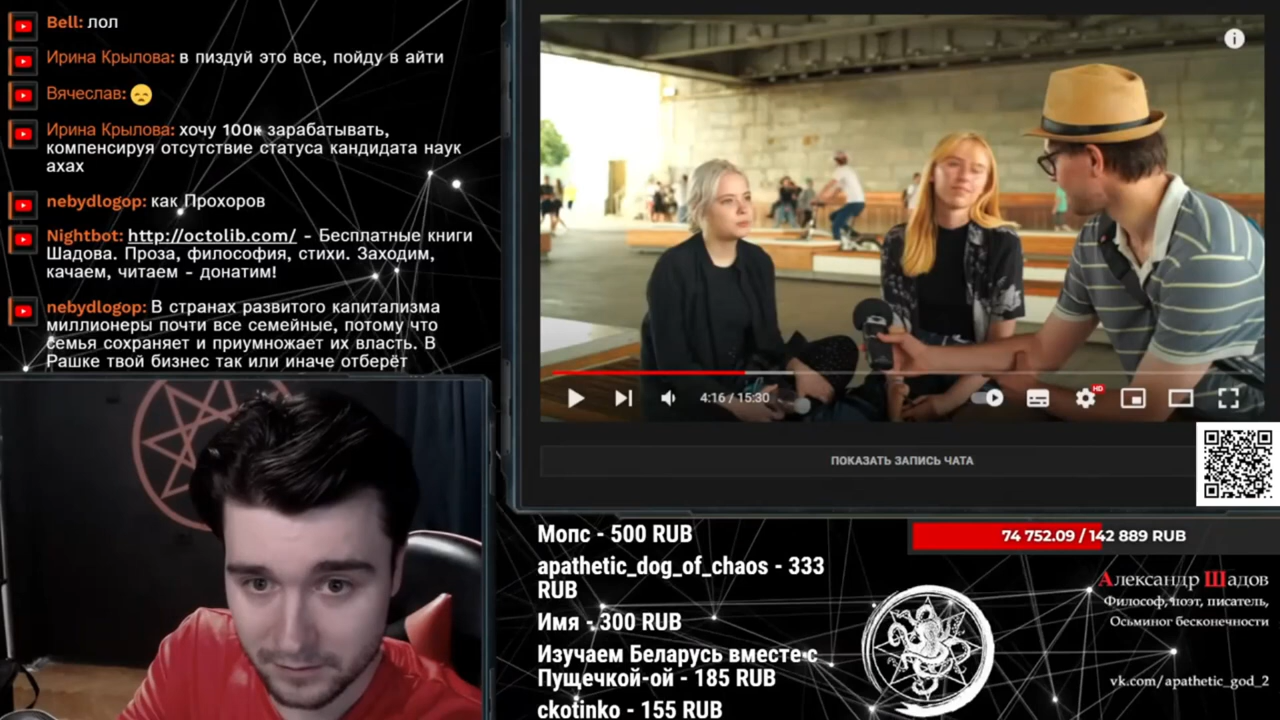 Bell: лол
Ирина Крылова: в пиздуй это все, пойду в айти
Вячеслав:
Ирина Крылова: хочу 100к зарабатывать,
компенсируя отсутствие статуса кандидата наук
ахах
nebydlogop: как Прохоров
Nightbot: http://octolib.com/ - Бесплатные книги
Шадова. Проза, философия, стихи. Заходим,
качаем, читаем - донатим!
nebydlogop: В странах развитого капитализма
миллионеры почти все семейные, потому что
семья сохраняет и приумножает их власть. В
Рашке твой бизнес так или иначе отберёт
4:16 / 15:30
HD
ПОКАЗАТЬ ЗАПИСЬ ЧАТА
Мопс - 500 RUB
apathetic_dog_of_chaos - 333
RUB
Имя - 300 RUB
Изучаем Беларусь вместе с
Пущечкой-ой - 185 RUB
ckotinko - 155 RUB
74 752.09 / 142 889 RUB
Александр Шадов
Философ, поэт, писатель,
Осьминог бесконечности
vk.com/apathetic_god_2